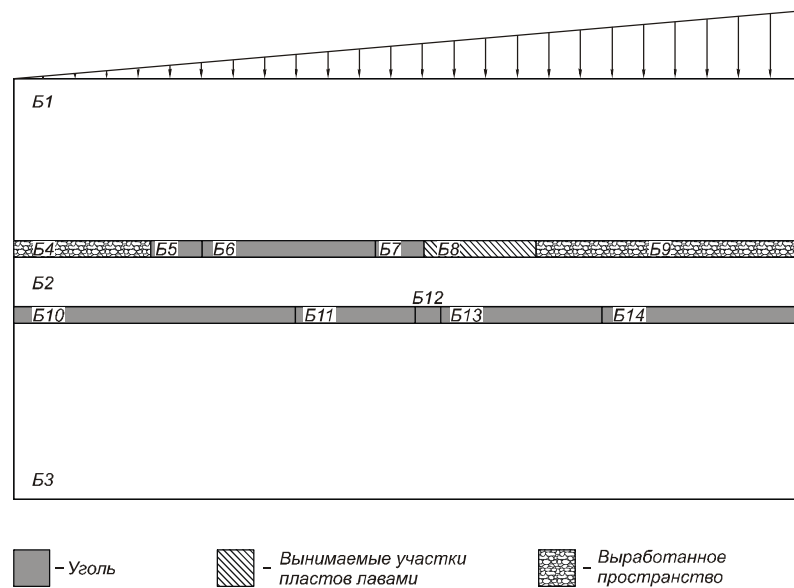 Б1
Б4 Б5 Б6 Б7 Б8 Б9
Б2
Б12
Б10 Б11 Б13 Б14
Б3
– Уголь
– Вынимаемые участки
пластов лавами
– Выработанное
пространство